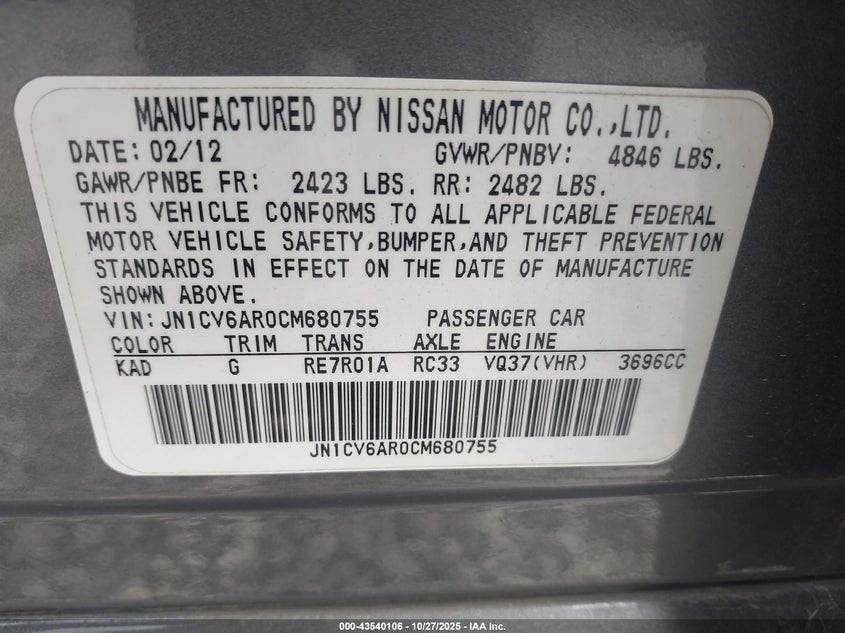 MANUFACTURED BY NISSAN MOTOR CO.,LTD.
DATE: 02/12 GVWR/PNBV: 4846 LBS.
GAWR/PNBE FR: 2423 LBS. RR: 2482 LBS.
THIS VEHICLE CONFORMS TO ALL APPLICABLE FEDERAL
MOTOR VEHICLE SAFETY,BUMPER,AND THEFT PREVENTION
STANDARDS IN EFFECT ON THE DATE OF MANUFACTURE
SHOWN ABOVE.
VIN: JN1CV6AR0CM680755 PASSENGER CAR
COLOR TRIM TRANS AXLE ENGINE
KAD G RE7R01A RC33 VQ37(VHR) 3696CC
JN1CV6AR0CM680755
000-43540106 | 10/27/2025 - IAA Inc.